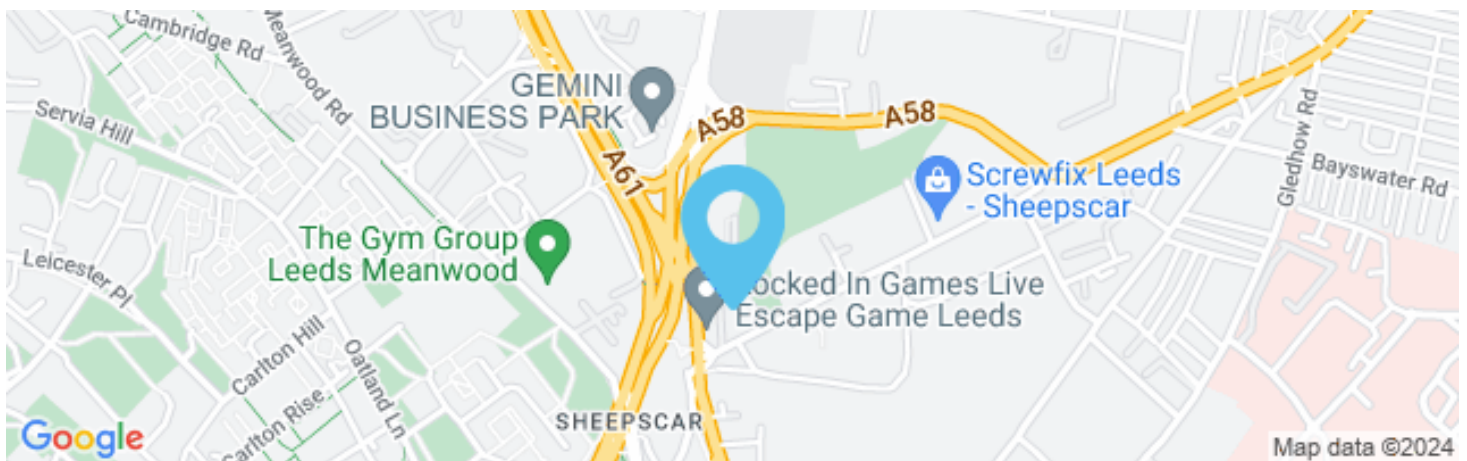 Cambridge Rd
Meanwood Rd
Servia Hill
GEMINI
BUSINESS PARK
A58
A58
A61
Gledhow Rd
Bayswater Rd
Screwfix Leeds
- Sheepscar
The Gym Group
Leeds Meanwood
Leicester Pl
ocked In Games Live
Escape Game Leeds
Carlton Hill
Oatland Ln
Carlton Rise
SHEEPSCAR
Google
Map data ©2024